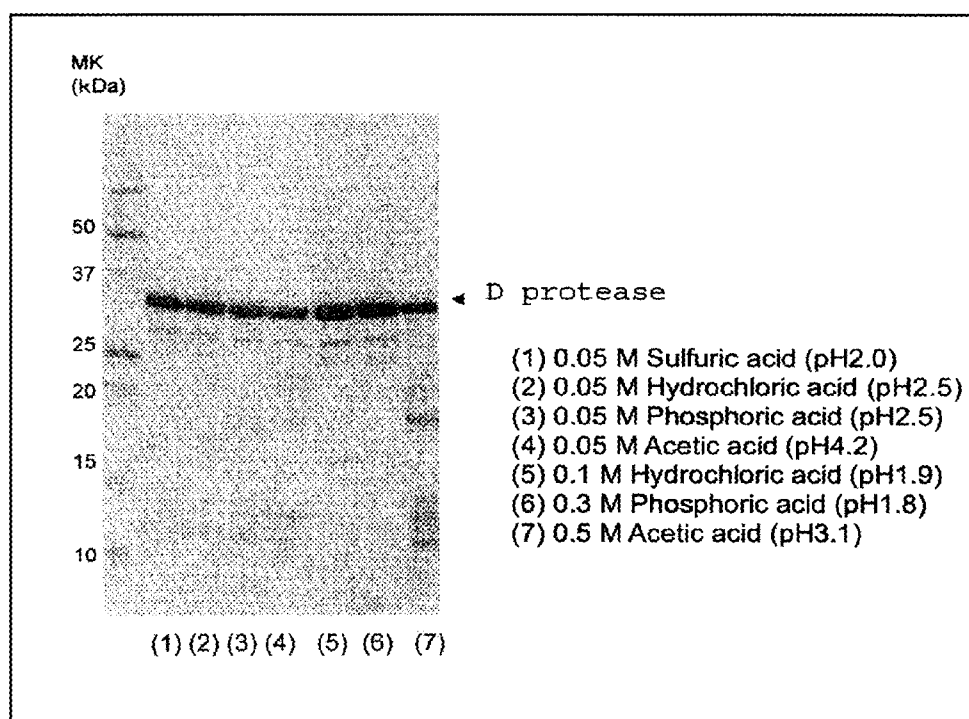 MK
(kDa)
50
37
25
20
15
10
D protease
(1) 0.05 M Sulfuric acid (pH2.0)
(2) 0.05 M Hydrochloric acid (pH2.5)
(3) 0.05 M Phosphoric acid (pH2.5)
(4) 0.05 M Acetic acid (pH4.2)
(5) 0.1 M Hydrochloric acid (pH1.9)
(6) 0.3 M Phosphoric acid (pH1.8)
(7) 0.5 M Acetic acid (pH3.1)
(1) (2) (3) (4) (5) (6) (7)